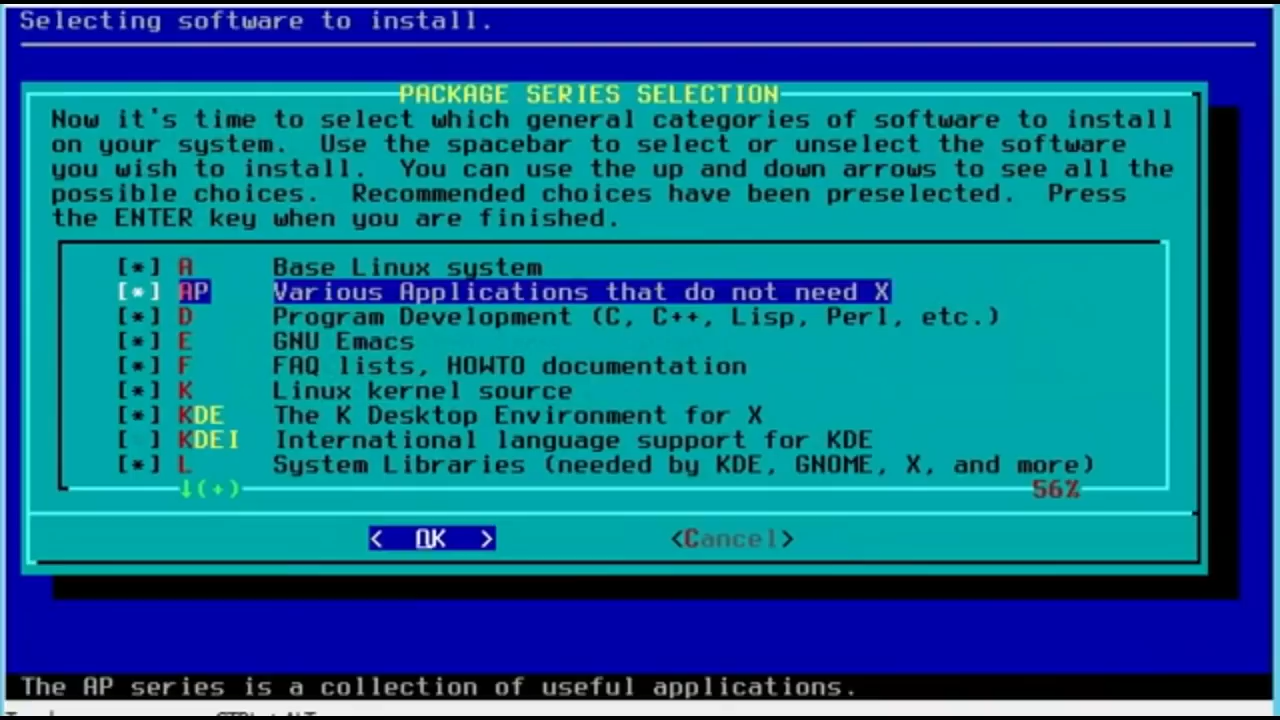 Selecting software to install.
PACKAGE SERIES SELECTION
Now it's time to select which general categories of software to install
on your system. Use the spacebar to select or unselect the software
you wish to install. You can use the up and down arrows to see all the
possible choices. Recommended choices have been preselected. Press
the ENTER key when you are finished.
[*] A Base Linux system
[*] AP Various Applications that do not need X
[*] D Program Development (C, C++, Lisp, Perl, etc.)
[*] E GNU Emacs
[*] F FAQ lists, HOWTO documentation
[*] K Linux kernel source
[*] KDE The K Desktop Environment for X
[ ] KDEI International language support for KDE
[*] L System Libraries (needed by KDE, GNOME, X, and more)
↓(+) 56%
< OK > <Cancel>
The AP series is a collection of useful applications.